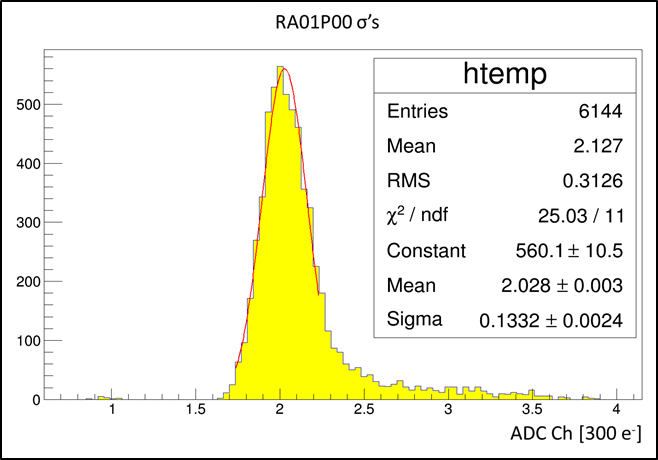 RA01P00 σ's
htemp
Entries 6144
Mean 2.127
RMS 0.3126
χ² / ndf 25.03 / 11
Constant 560.1 ± 10.5
Mean 2.028 ± 0.003
Sigma 0.1332 ± 0.0024
500
400
300
200
100
0
1 1.5 2 2.5 3 3.5 4
ADC Ch [300 e⁻]